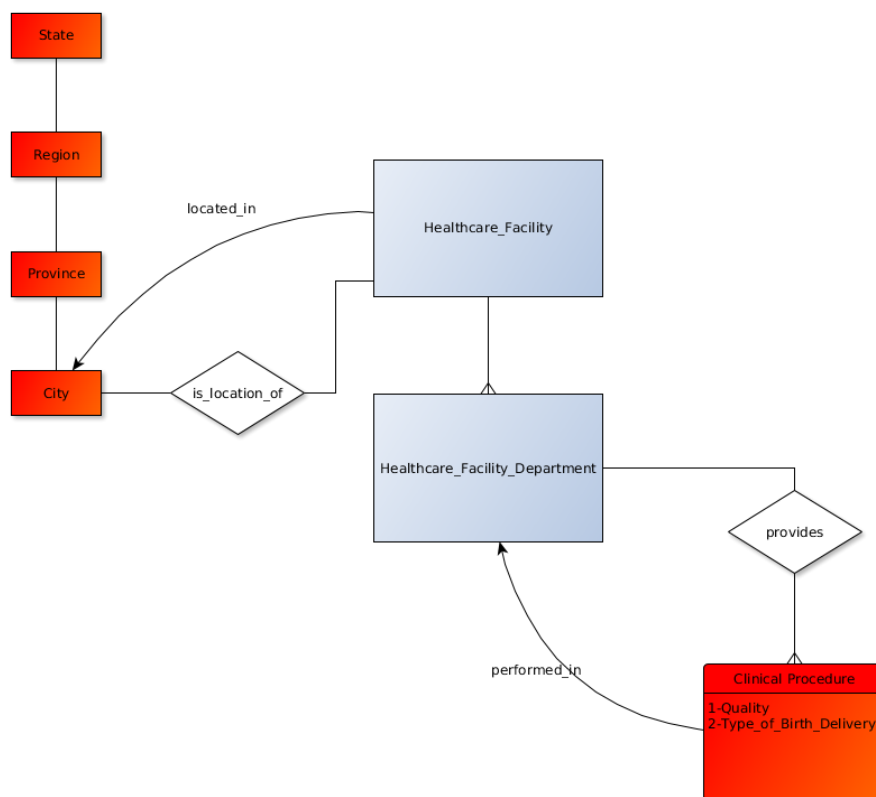 State
Region
located_in
Healthcare_Facility
Province
City
is_location_of
Healthcare_Facility_Department
provides
performed_in
Clinical Procedure
1-Quality
2-Type_of_Birth_Delivery